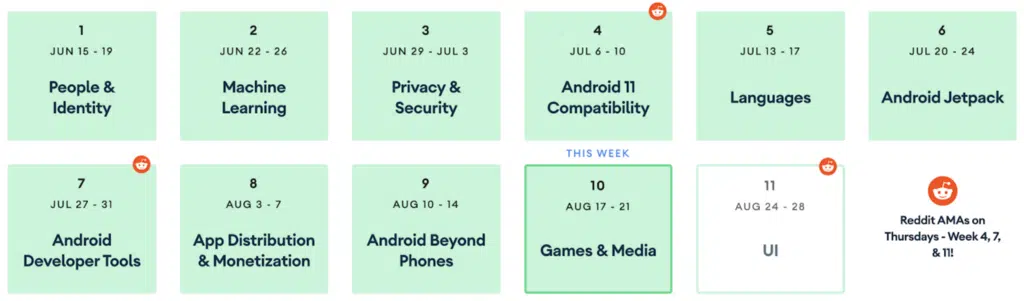 1
JUN 15 - 19
People &
Identity
2
JUN 22 - 26
Machine
Learning
3
JUN 29 - JUL 3
Privacy &
Security
4
JUL 6 - 10
Android 11
Compatibility
5
JUL 13 - 17
Languages
6
JUL 20 - 24
Android Jetpack
7
JUL 27 - 31
Android
Developer Tools
8
AUG 3 - 7
App Distribution
& Monetization
9
AUG 10 - 14
Android Beyond
Phones
THIS WEEK
10
AUG 17 - 21
Games & Media
11
AUG 24 - 28
UI
Reddit AMAs on
Thursdays - Week 4, 7,
& 11!